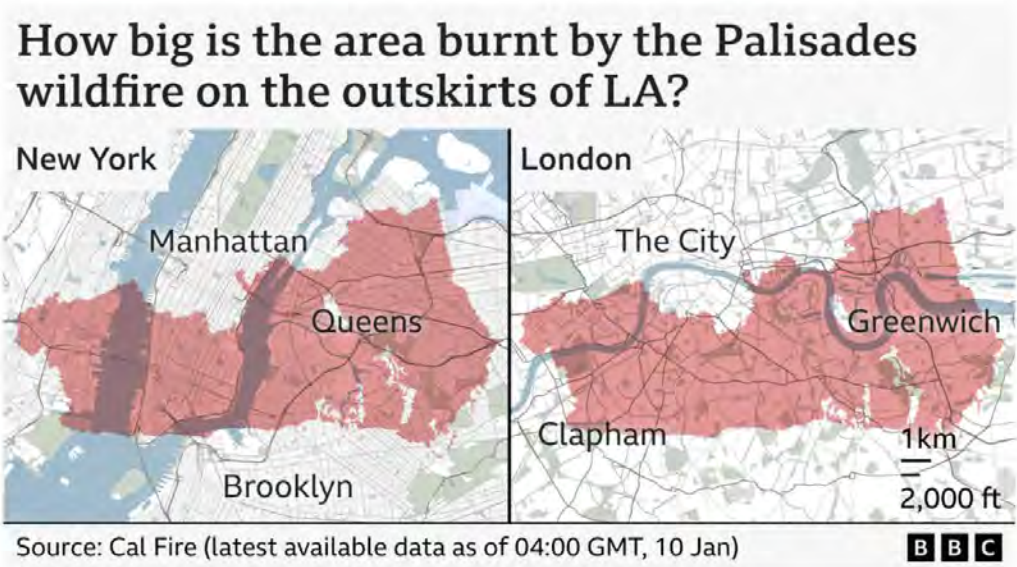 How big is the area burnt by the Palisades
wildfire on the outskirts of LA?
New York
London
Manhattan
The City
Queens
Greenwich
Clapham
1km
Brooklyn
2,000 ft
Source: Cal Fire (latest available data as of 04:00 GMT, 10 Jan)
BBC